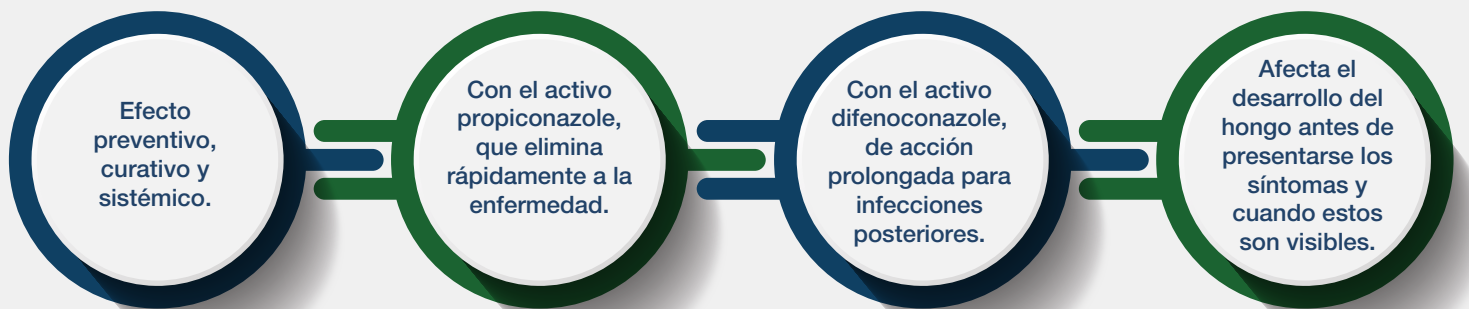 Efecto
preventivo,
curativo y
sistémico.
Con el activo
propiconazole,
que elimina
rápidamente a la
enfermedad.
Con el activo
difenoconazole,
de acción
prolongada para
infecciones
posteriores.
Afecta el
desarrollo del
hongo antes de
presentarse los
síntomas y
cuando estos
son visibles.